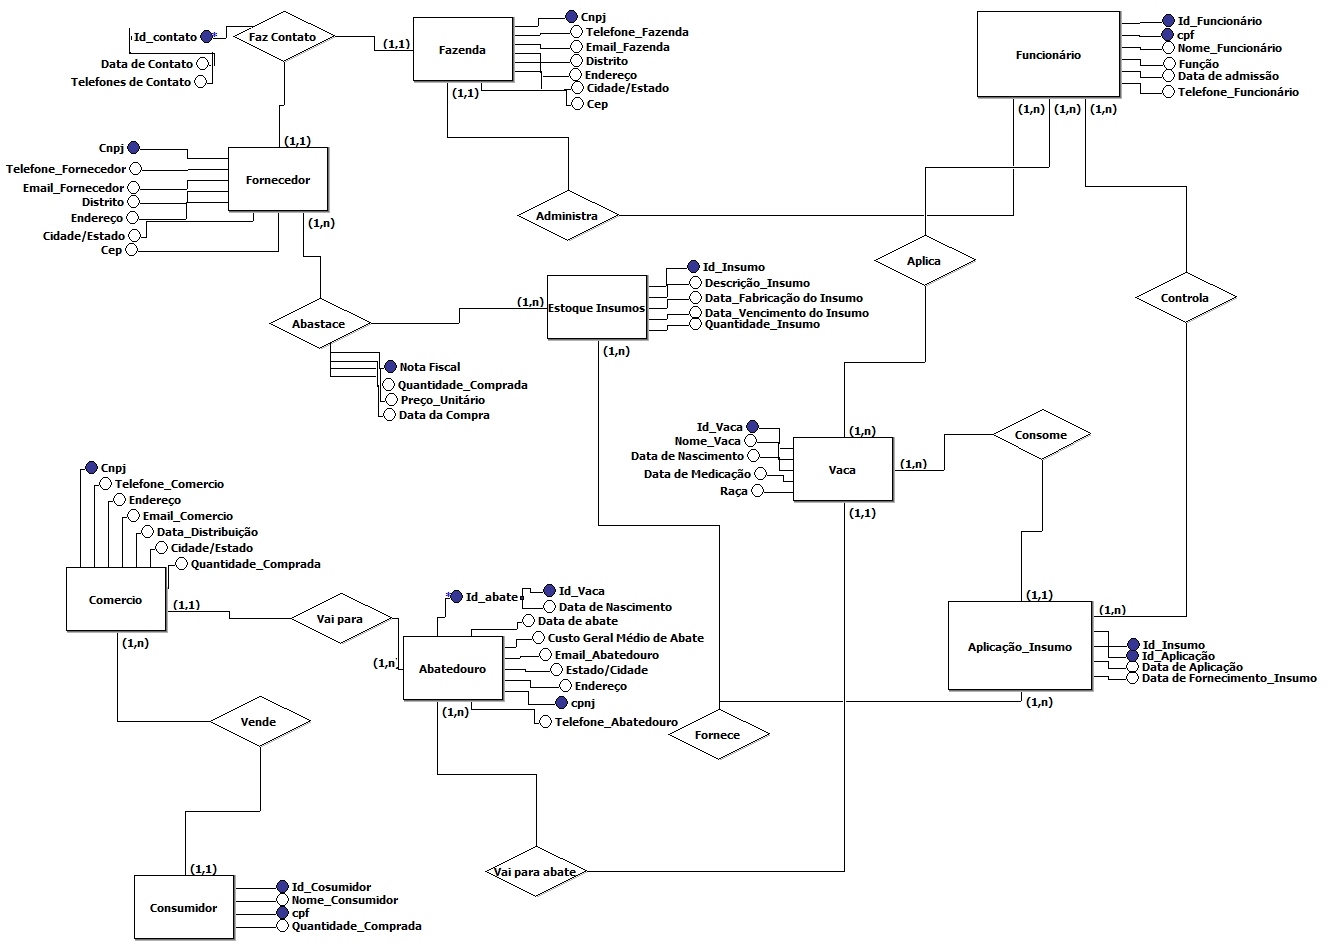 Id_contato
*
Data de Contato
Telefones de Contato
Faz Contato
(1,1)
Fazenda
Cnpj
Telefone_Fazenda
Email_Fazenda
Distrito
Endereço
Cidade/Estado
Cep
(1,1)
Funcionário
Id_Funcionário
cpf
Nome_Funcionário
Função
Data de admissão
Telefone_Funcionário
(1,n)
(1,n)
(1,n)
(1,1)
Cnpj
Telefone_Fornecedor
Email_Fornecedor
Distrito
Endereço
Cidade/Estado
Cep
Fornecedor
(1,n)
Administra
Aplica
Controla
Abastace
(1,n)
Estoque Insumos
Id_Insumo
Descrição_Insumo
Data_Fabricação do Insumo
Data_Vencimento do Insumo
Quantidade_Insumo
(1,n)
Nota Fiscal
Quantidade_Comprada
Preço_Unitário
Data da Compra
Id_Vaca
Nome_Vaca
Data de Nascimento
Data de Medicação
Raça
(1,n)
Vaca
(1,n)
(1,1)
Consome
Cnpj
Telefone_Comercio
Endereço
Email_Comercio
Data_Distribuição
Cidade/Estado
Quantidade_Comprada
Comercio
(1,1)
(1,n)
Vai para
(1,n)
*
Id_abate
Id_Vaca
Data de Nascimento
Data de abate
Custo Geral Médio de Abate
Email_Abatedouro
Estado/Cidade
Endereço
cpnj
Telefone_Abatedouro
Abatedouro
(1,n)
(1,1)
(1,n)
Aplicação_Insumo
Id_Insumo
Id_Aplicação
Data de Aplicação
Data de Fornecimento_Insumo
(1,n)
Vende
Fornece
Vai para abate
(1,1)
Consumidor
Id_Cosumidor
Nome_Consumidor
cpf
Quantidade_Comprada